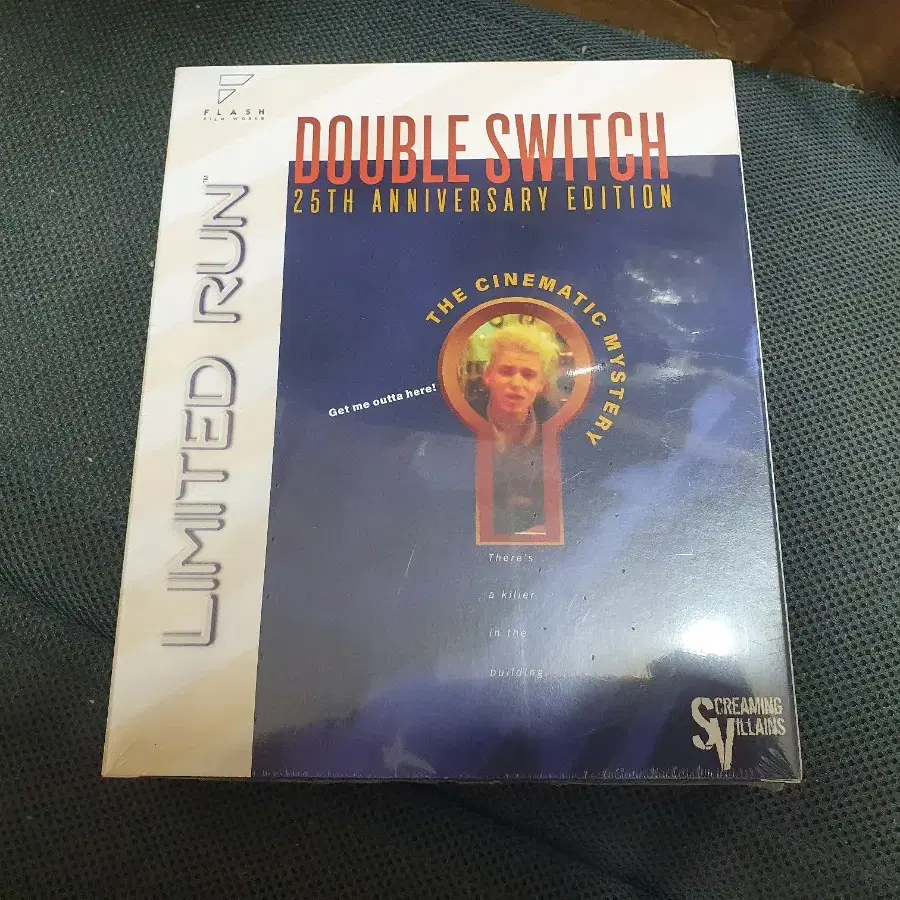 FLASH
FILM WORKS
LIMITED RUN™
DOUBLE SWITCH
25TH ANNIVERSARY EDITION
THE CINEMATIC MYSTERY
Get me outta here!
There's
a killer
in the
building.
SCREAMING
VILLAINS